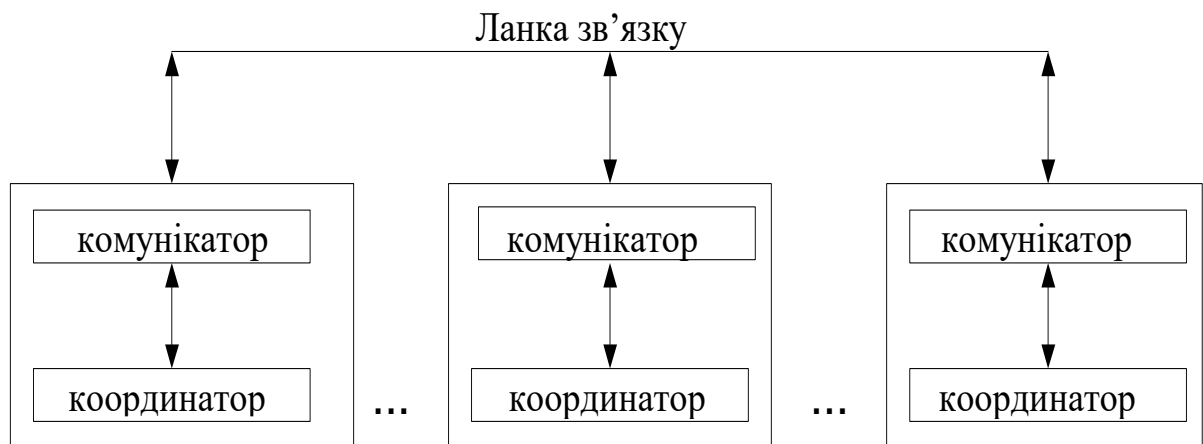 Ланка зв’язку
комунікатор комунікатор комунікатор
координатор ... координатор ... координатор